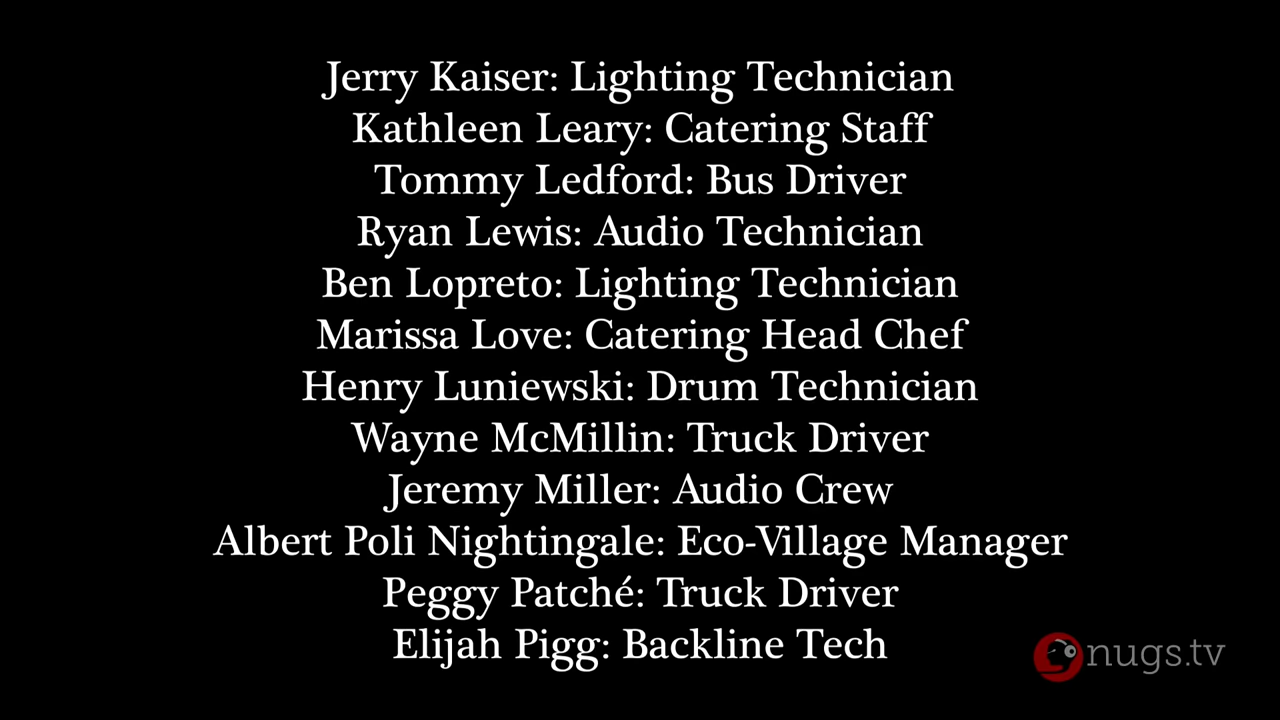 Jerry Kaiser: Lighting Technician
Kathleen Leary: Catering Staff
Tommy Ledford: Bus Driver
Ryan Lewis: Audio Technician
Ben Lopreto: Lighting Technician
Marissa Love: Catering Head Chef
Henry Luniewski: Drum Technician
Wayne McMillin: Truck Driver
Jeremy Miller: Audio Crew
Albert Poli Nightingale: Eco-Village Manager
Peggy Patché: Truck Driver
Elijah Pigg: Backline Tech
nugs.tv